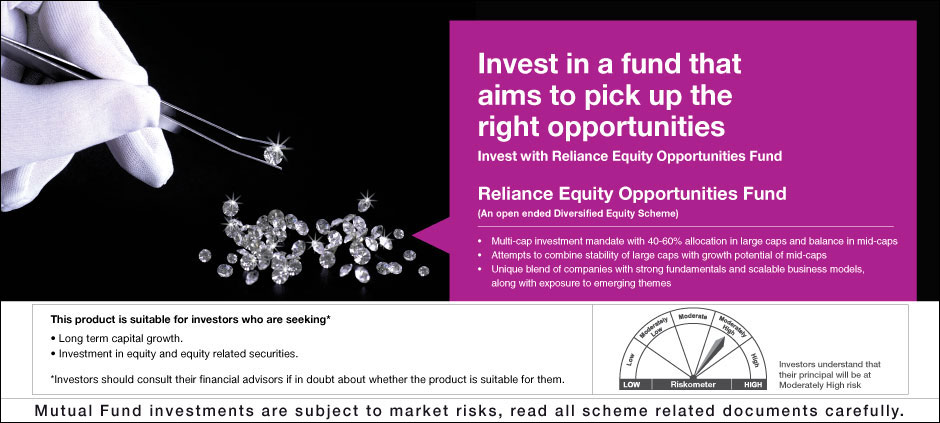 Invest in a fund that
aims to pick up the
right opportunities
Invest with Reliance Equity Opportunities Fund
Reliance Equity Opportunities Fund
(An open ended Diversified Equity Scheme)
• Multi-cap investment mandate with 40-60% allocation in large caps and balance in mid-caps
• Attempts to combine stability of large caps with growth potential of mid-caps
• Unique blend of companies with strong fundamentals and scalable business models,
along with exposure to emerging themes
This product is suitable for investors who are seeking*
• Long term capital growth.
• Investment in equity and equity related securities.
*Investors should consult their financial advisors if in doubt about whether the product is suitable for them.
Low
Moderately
Low
Moderate
Moderately
High
High
LOW Riskometer HIGH
Investors understand that
their principal will be at
Moderately High risk
Mutual Fund investments are subject to market risks, read all scheme related documents carefully.